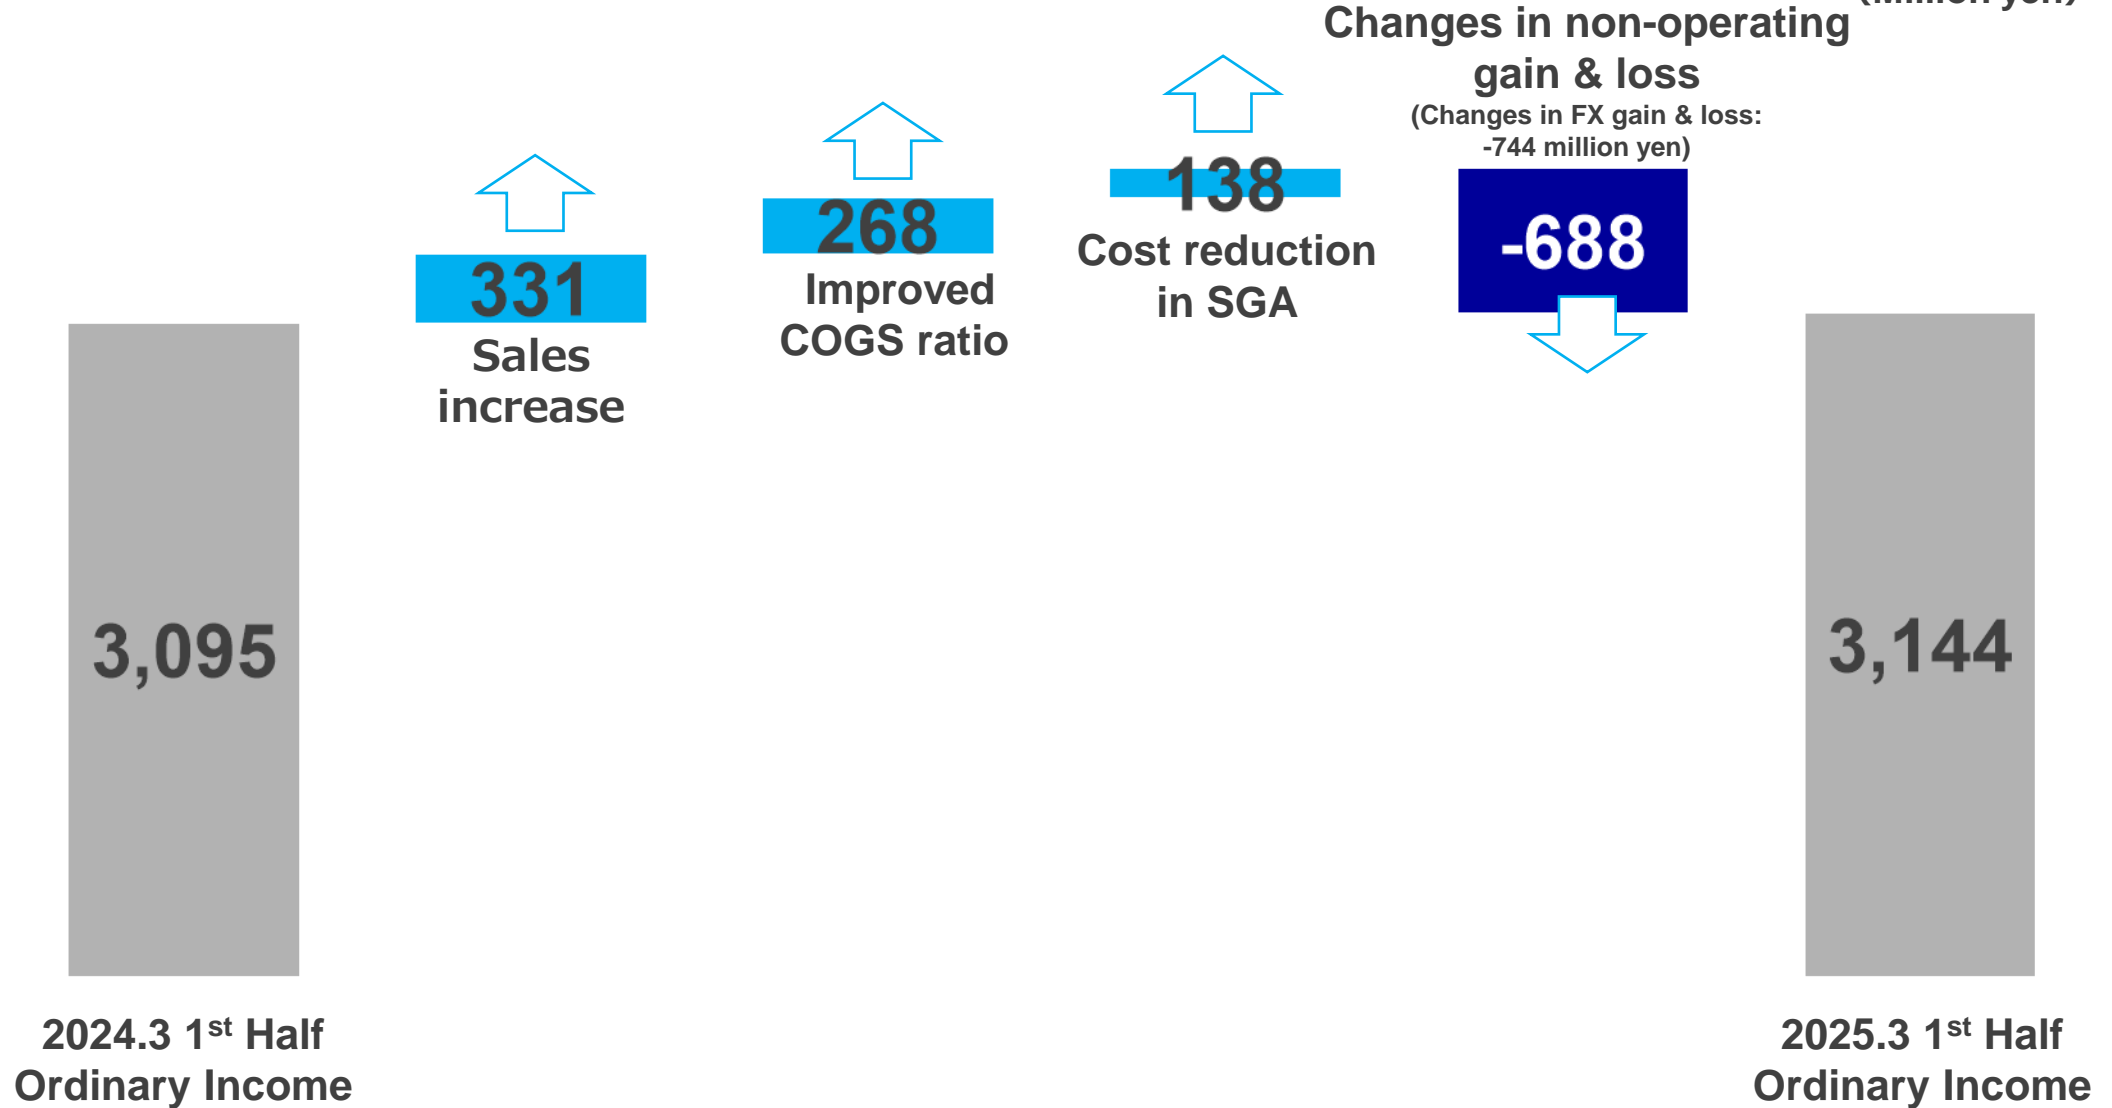 (Million yen)
Changes in non-operating
gain & loss
(Changes in FX gain & loss:
-744 million yen)
331
Sales
increase
268
Improved
COGS ratio
138
Cost reduction
in SGA
-688
3,095
3,144
2024.3 1st Half
Ordinary Income
2025.3 1st Half
Ordinary Income